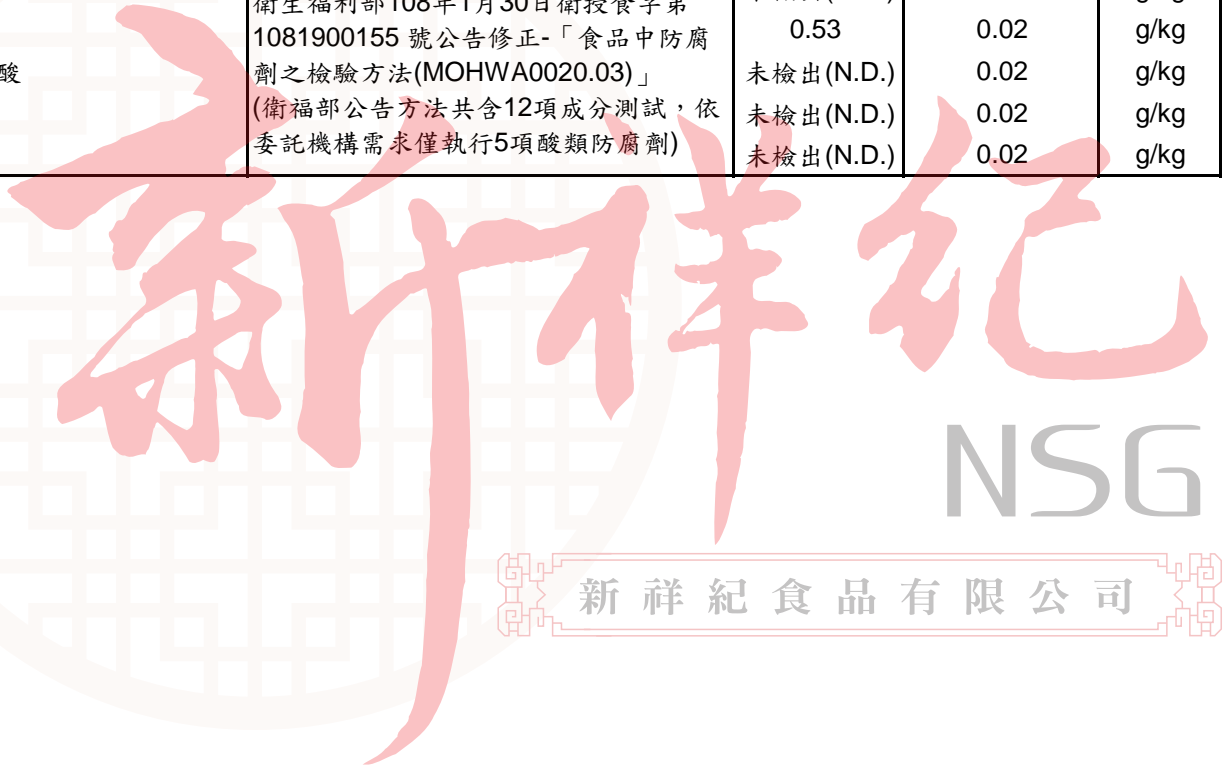 衛生福利部108年1月30日衛授食字第
1081900155 號公告修正-「食品中防腐
劑之檢驗方法(MOHWA0020.03)」
(衛福部公告方法共含12項成分測試，依
委託機構需求僅執行5項酸類防腐劑)
酸
0.53 0.02 g/kg
未檢出(N.D.) 0.02 g/kg
未檢出(N.D.) 0.02 g/kg
未檢出(N.D.) 0.02 g/kg
新祥紀
NSG
新祥紀食品有限公司